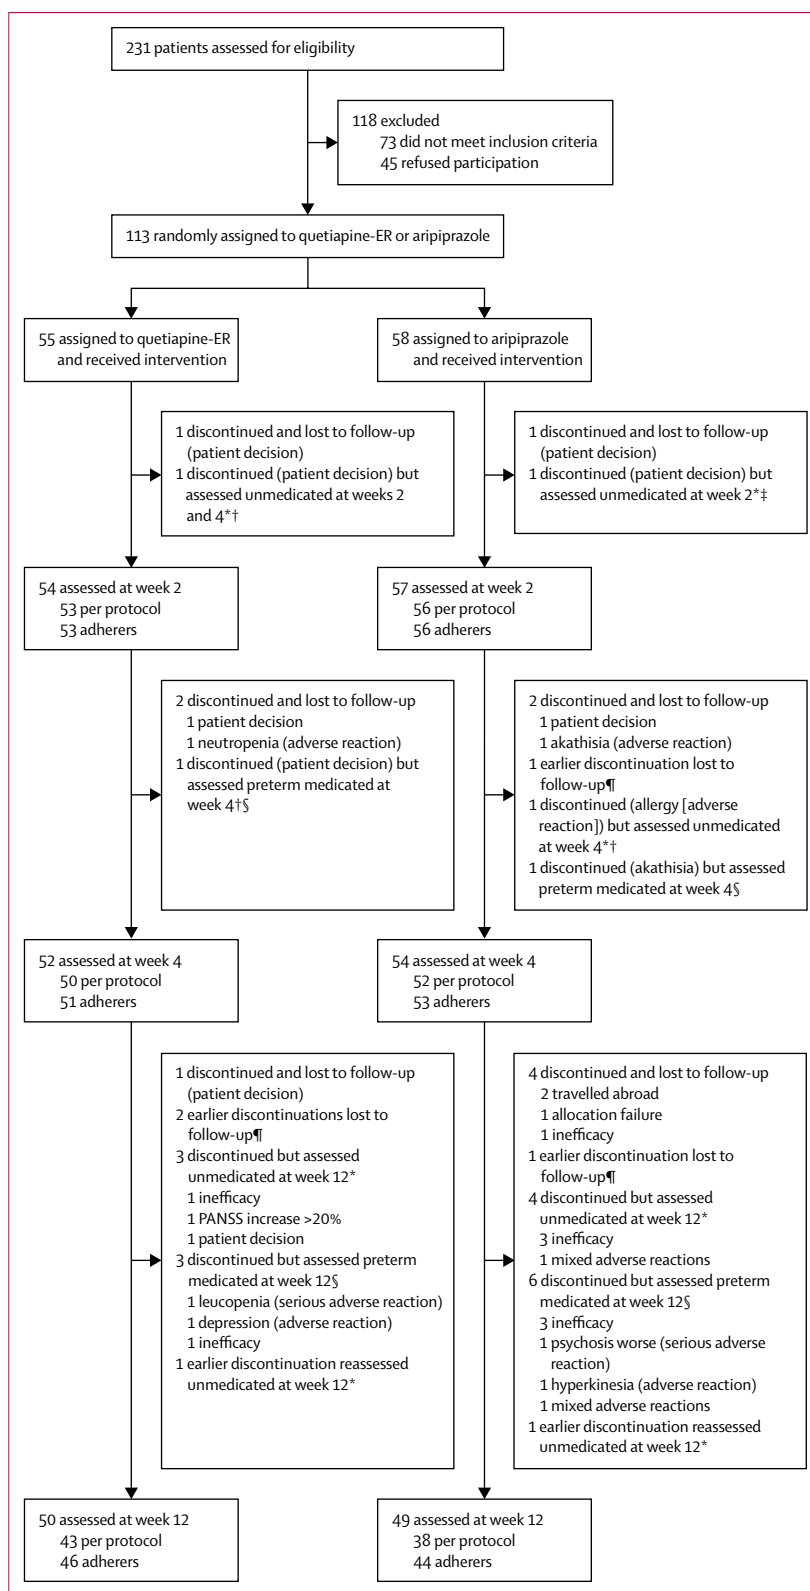 231 patients assessed for eligibility
118 excluded
73 did not meet inclusion criteria
45 refused participation
113 randomly assigned to quetiapine-ER or aripiprazole
55 assigned to quetiapine-ER
and received intervention
58 assigned to aripiprazole
and received intervention
1 discontinued and lost to follow-up
(patient decision)
1 discontinued (patient decision) but
assessed unmedicated at weeks 2
and 4*†
1 discontinued and lost to follow-up
(patient decision)
1 discontinued (patient decision) but
assessed unmedicated at week 2*‡
54 assessed at week 2
53 per protocol
53 adherers
57 assessed at week 2
56 per protocol
56 adherers
2 discontinued and lost to follow-up
1 patient decision
1 neutropenia (adverse reaction)
1 discontinued (patient decision) but
assessed preterm medicated at
week 4†§
2 discontinued and lost to follow-up
1 patient decision
1 akathisia (adverse reaction)
1 earlier discontinuation lost to
follow-up¶
1 discontinued (allergy [adverse
reaction]) but assessed unmedicated
at week 4*†
1 discontinued (akathisia) but assessed
preterm medicated at week 4§
52 assessed at week 4
50 per protocol
51 adherers
54 assessed at week 4
52 per protocol
53 adherers
1 discontinued and lost to follow-up
(patient decision)
2 earlier discontinuations lost to
follow-up¶
3 discontinued but assessed
unmedicated at week 12*
1 inefficacy
1 PANSS increase >20%
1 patient decision
3 discontinued but assessed preterm
medicated at week 12§
1 leucopenia (serious adverse reaction)
1 depression (adverse reaction)
1 inefficacy
1 earlier discontinuation reassessed
unmedicated at week 12*
4 discontinued and lost to follow-up
2 travelled abroad
1 allocation failure
1 inefficacy
1 earlier discontinuation lost to
follow-up¶
4 discontinued but assessed
unmedicated at week 12*
3 inefficacy
1 mixed adverse reactions
6 discontinued but assessed preterm
medicated at week 12§
3 inefficacy
1 psychosis worse (serious adverse
reaction)
1 hyperkinesia (adverse reaction)
1 mixed adverse reactions
1 earlier discontinuation reassessed
unmedicated at week 12*
50 assessed at week 12
43 per protocol
46 adherers
49 assessed at week 12
38 per protocol
44 adherers